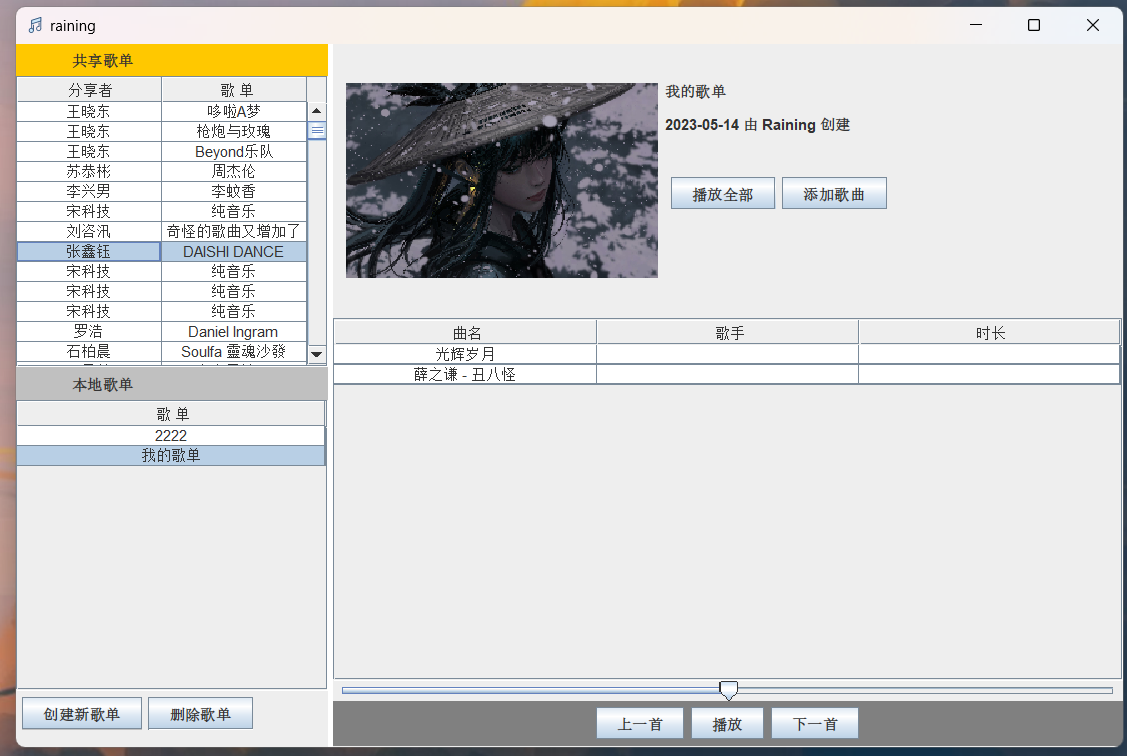 raining
共享歌单
分享者 歌 单
王晓东 哆啦A梦
王晓东 枪炮与玫瑰
王晓东 Beyond乐队
苏恭彬 周杰伦
李兴男 李蚊香
宋科技 纯音乐
刘咨汛 奇怪的歌曲又增加了
张鑫钰 DAISHI DANCE
宋科技 纯音乐
宋科技 纯音乐
宋科技 纯音乐
罗浩 Daniel Ingram
石柏晨 Soulfa 靈魂沙發
本地歌单
歌 单
2222
我的歌单
创建新歌单 删除歌单
我的歌单
2023-05-14 由 Raining 创建
播放全部 添加歌曲
曲名 歌手 时长
光辉岁月
薛之谦 - 丑八怪
上一首 播放 下一首